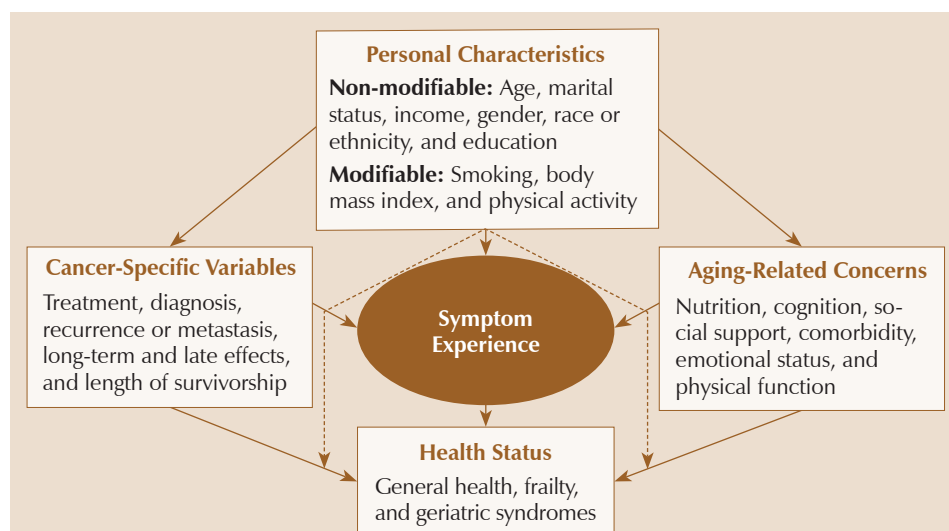 Personal Characteristics
Non-modifiable: Age, marital
status, income, gender, race or
ethnicity, and education
Modifiable: Smoking, body
mass index, and physical activity
Cancer-Specific Variables
Treatment, diagnosis,
recurrence or metastasis,
long-term and late effects,
and length of survivorship
Symptom
Experience
Aging-Related Concerns
Nutrition, cognition, so-
cial support, comorbidity,
emotional status, and
physical function
Health Status
General health, frailty,
and geriatric syndromes